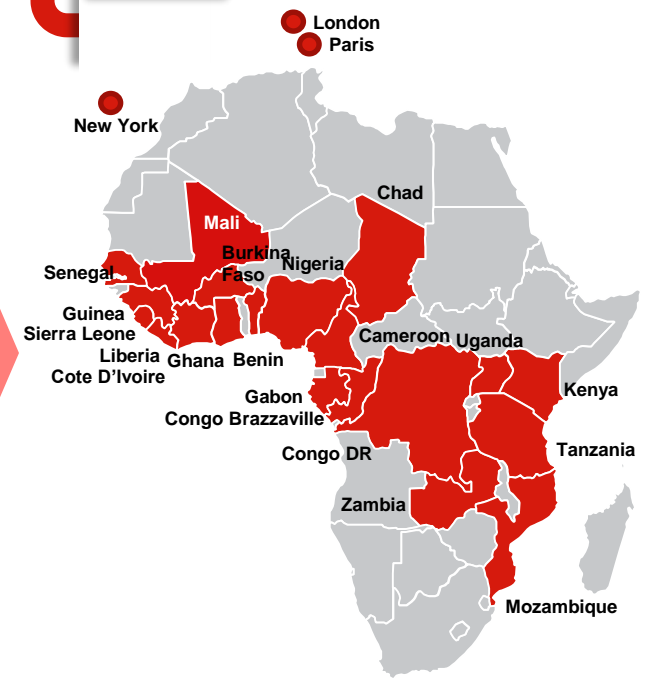 London
Paris
New York
Chad
Mali
Burkina
Faso
Nigeria
Senegal
Guinea
Sierra Leone
Liberia
Cote D'Ivoire
Ghana
Benin
Cameroon
Uganda
Gabon
Congo Brazzaville
Kenya
Congo DR
Tanzania
Zambia
Mozambique